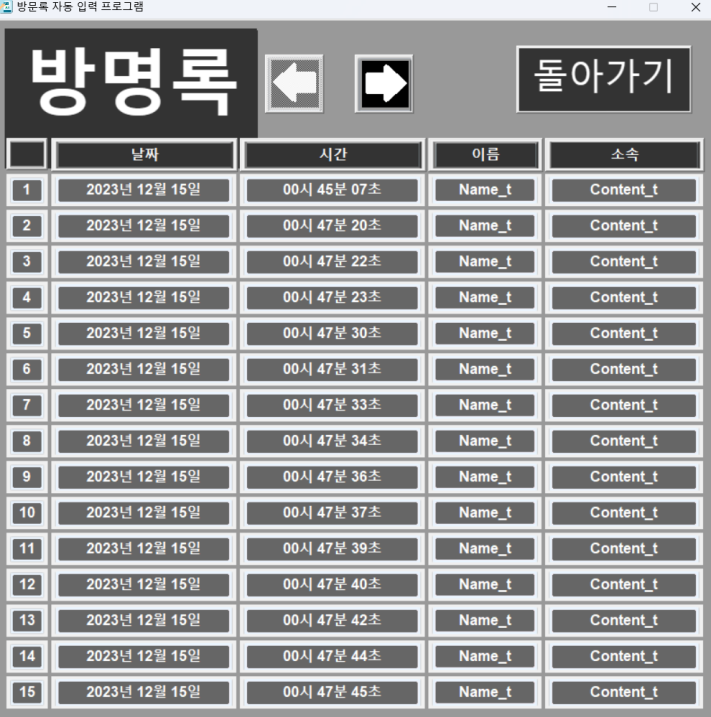 방문록 자동 입력 프로그램
방명록
돌아가기
날짜 시간 이름 소속
1 2023년 12월 15일 00시 45분 07초 Name_t Content_t
2 2023년 12월 15일 00시 47분 20초 Name_t Content_t
3 2023년 12월 15일 00시 47분 22초 Name_t Content_t
4 2023년 12월 15일 00시 47분 23초 Name_t Content_t
5 2023년 12월 15일 00시 47분 30초 Name_t Content_t
6 2023년 12월 15일 00시 47분 31초 Name_t Content_t
7 2023년 12월 15일 00시 47분 33초 Name_t Content_t
8 2023년 12월 15일 00시 47분 34초 Name_t Content_t
9 2023년 12월 15일 00시 47분 36초 Name_t Content_t
10 2023년 12월 15일 00시 47분 37초 Name_t Content_t
11 2023년 12월 15일 00시 47분 39초 Name_t Content_t
12 2023년 12월 15일 00시 47분 40초 Name_t Content_t
13 2023년 12월 15일 00시 47분 42초 Name_t Content_t
14 2023년 12월 15일 00시 47분 44초 Name_t Content_t
15 2023년 12월 15일 00시 47분 45초 Name_t Content_t